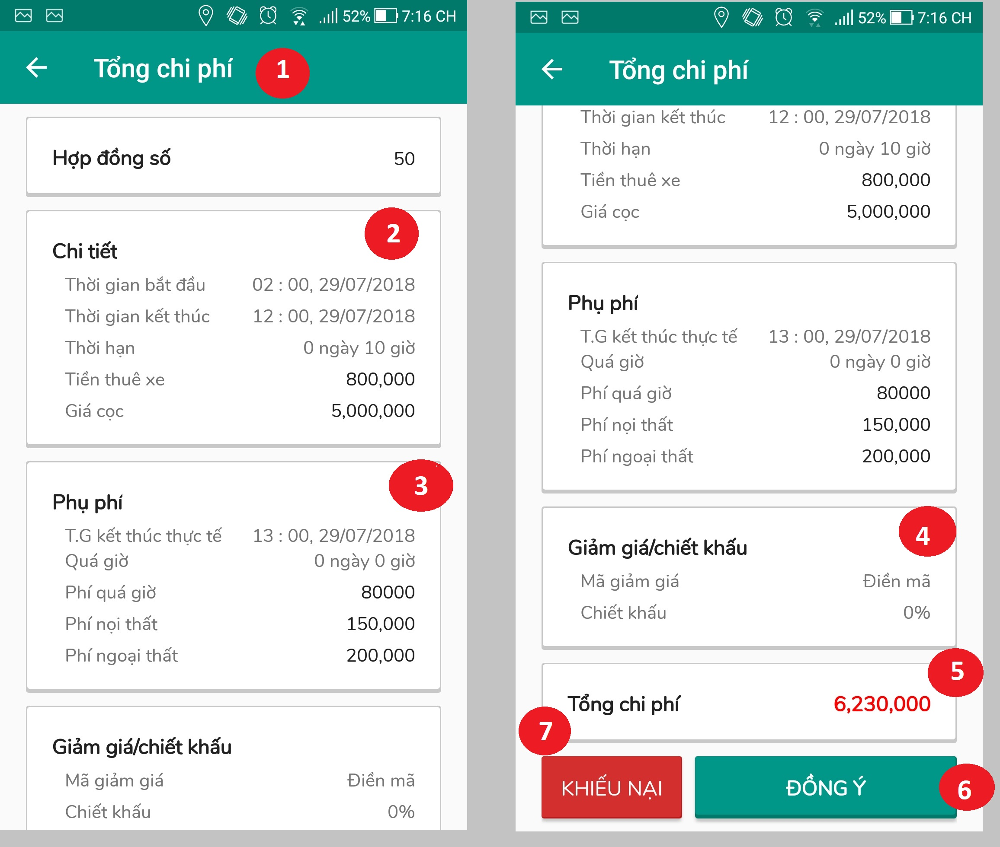 52% 7:16 CH
Tổng chi phí 1
Hợp đồng số 50
2
Chi tiết
Thời gian bắt đầu 02 : 00, 29/07/2018
Thời gian kết thúc 12 : 00, 29/07/2018
Thời hạn 0 ngày 10 giờ
Tiền thuê xe 800,000
Giá cọc 5,000,000
3
Phụ phí
T.G kết thúc thực tế 13 : 00, 29/07/2018
Quá giờ 0 ngày 0 giờ
Phí quá giờ 80000
Phí nọi thất 150,000
Phí ngoại thất 200,000
Giảm giá/chiết khấu
Mã giảm giá Điền mã
Chiết khấu 0%
52% 7:16 CH
Tổng chi phí
Thời gian kết thúc 12 : 00, 29/07/2018
Thời hạn 0 ngày 10 giờ
Tiền thuê xe 800,000
Giá cọc 5,000,000
Phụ phí
T.G kết thúc thực tế 13 : 00, 29/07/2018
Quá giờ 0 ngày 0 giờ
Phí quá giờ 80000
Phí nọi thất 150,000
Phí ngoại thất 200,000
4
Giảm giá/chiết khấu
Mã giảm giá Điền mã
Chiết khấu 0%
5
Tổng chi phí 6,230,000
7
KHIẾU NẠI ĐỒNG Ý 6